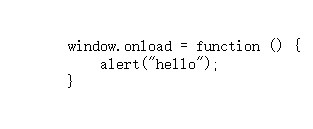 window.onload = function () {
    alert("hello");
}